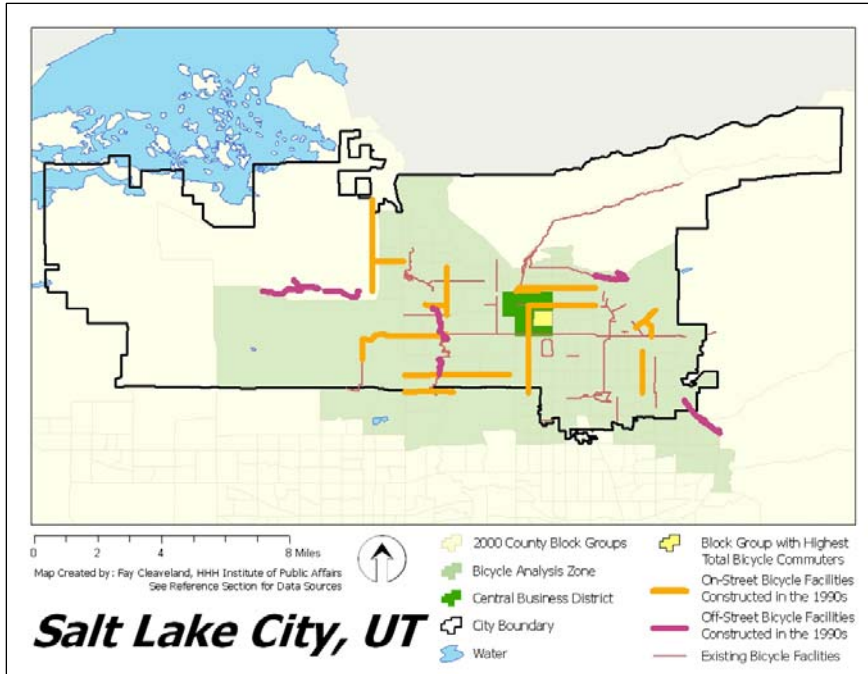 0 4 8 Miles
Map Created by: Fay Cleaveland, HHH Institute of Public Affairs
See Reference Section for Data Sources
Salt Lake City, UT
2000 County Block Groups
Bicycle Analysis Zone
Central Business District
City Boundary
Water
Block Group with Highest
Total Bicycle Commuters
On-Street Bicycle Facilities
Constructed in the 1990s
Off-Street Bicycle Facilities
Constructed in the 1990s
Existing Bicycle Facilities